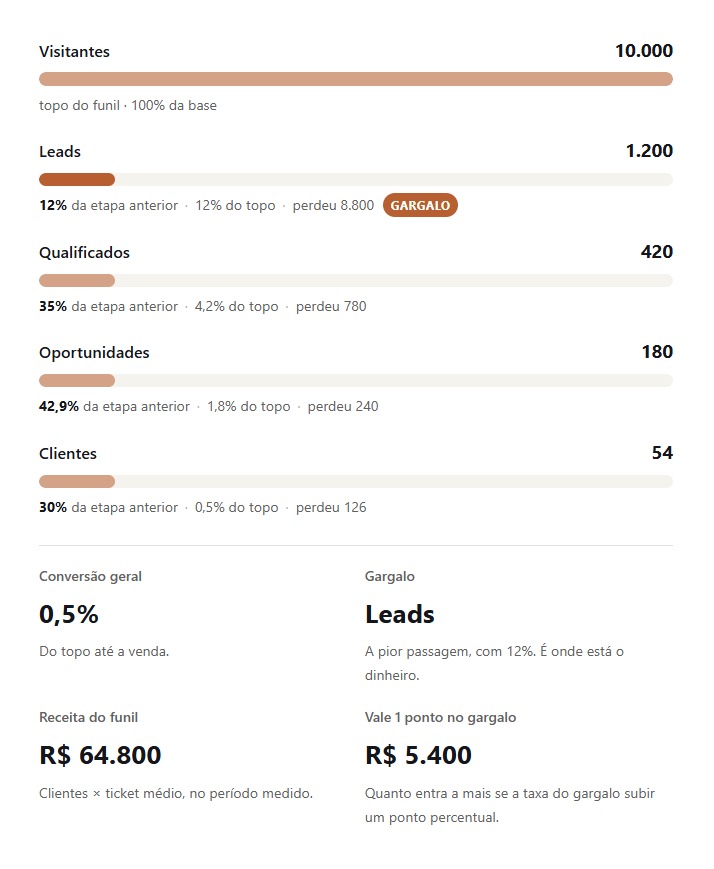 Visitantes 10.000
topo do funil · 100% da base
Leads 1.200
12% da etapa anterior · 12% do topo · perdeu 8.800 GARGALO
Qualificados 420
35% da etapa anterior · 4,2% do topo · perdeu 780
Oportunidades 180
42,9% da etapa anterior · 1,8% do topo · perdeu 240
Clientes 54
30% da etapa anterior · 0,5% do topo · perdeu 126
Conversão geral
0,5%
Do topo até a venda.
Gargalo
Leads
A pior passagem, com 12%. É onde está o
dinheiro.
Receita do funil
R$ 64.800
Clientes × ticket médio, no período medido.
Vale 1 ponto no gargalo
R$ 5.400
Quanto entra a mais se a taxa do gargalo subir
um ponto percentual.